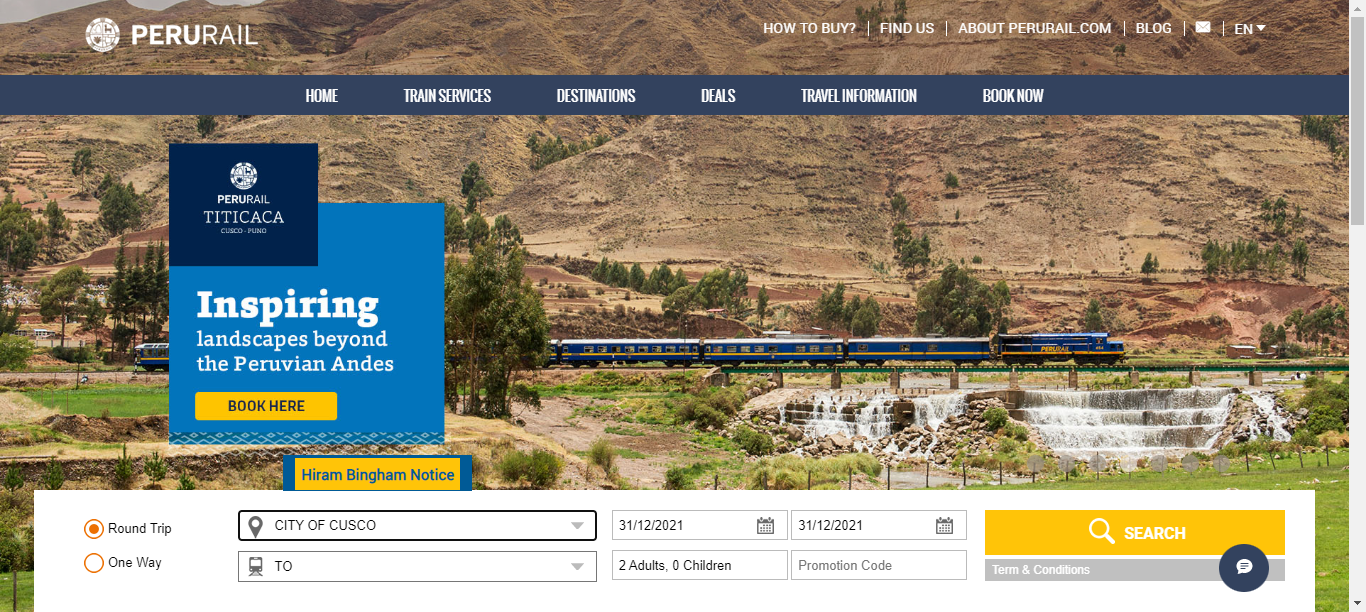 PERURAIL
HOW TO BUY? FIND US ABOUT PERURAIL.COM BLOG EN
HOME TRAIN SERVICES DESTINATIONS DEALS TRAVEL INFORMATION BOOK NOW
PERURAIL
TITICACA
CUSCO - PUNO
Inspiring
landscapes beyond
the Peruvian Andes
BOOK HERE
PERURAIL
Hiram Bingham Notice
Round Trip
One Way
CITY OF CUSCO
TO
31/12/2021 31/12/2021
2 Adults, 0 Children Promotion Code
SEARCH
Term & Conditions